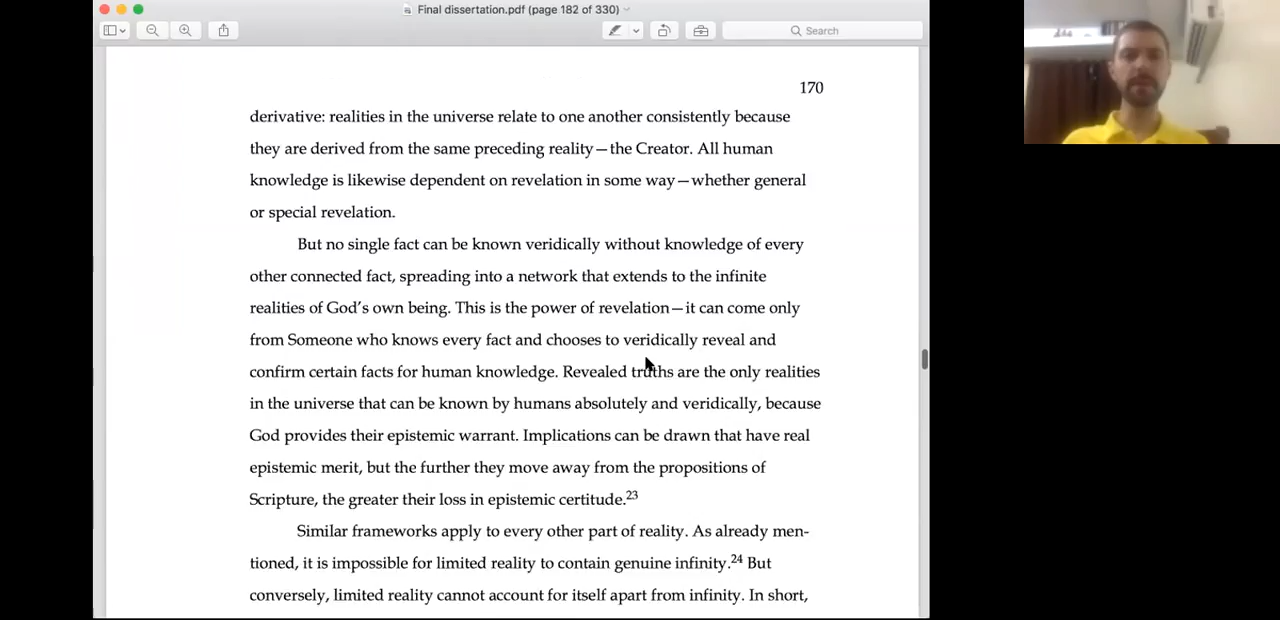 Final dissertation.pdf (page 182 of 330)
Search
170
derivative: realities in the universe relate to one another consistently because
they are derived from the same preceding reality—the Creator. All human
knowledge is likewise dependent on revelation in some way—whether general
or special revelation.
But no single fact can be known veridically without knowledge of every
other connected fact, spreading into a network that extends to the infinite
realities of God's own being. This is the power of revelation—it can come only
from Someone who knows every fact and chooses to veridically reveal and
confirm certain facts for human knowledge. Revealed truths are the only realities
in the universe that can be known by humans absolutely and veridically, because
God provides their epistemic warrant. Implications can be drawn that have real
epistemic merit, but the further they move away from the propositions of
Scripture, the greater their loss in epistemic certitude.23
Similar frameworks apply to every other part of reality. As already men-
tioned, it is impossible for limited reality to contain genuine infinity.24 But
conversely, limited reality cannot account for itself apart from infinity. In short,